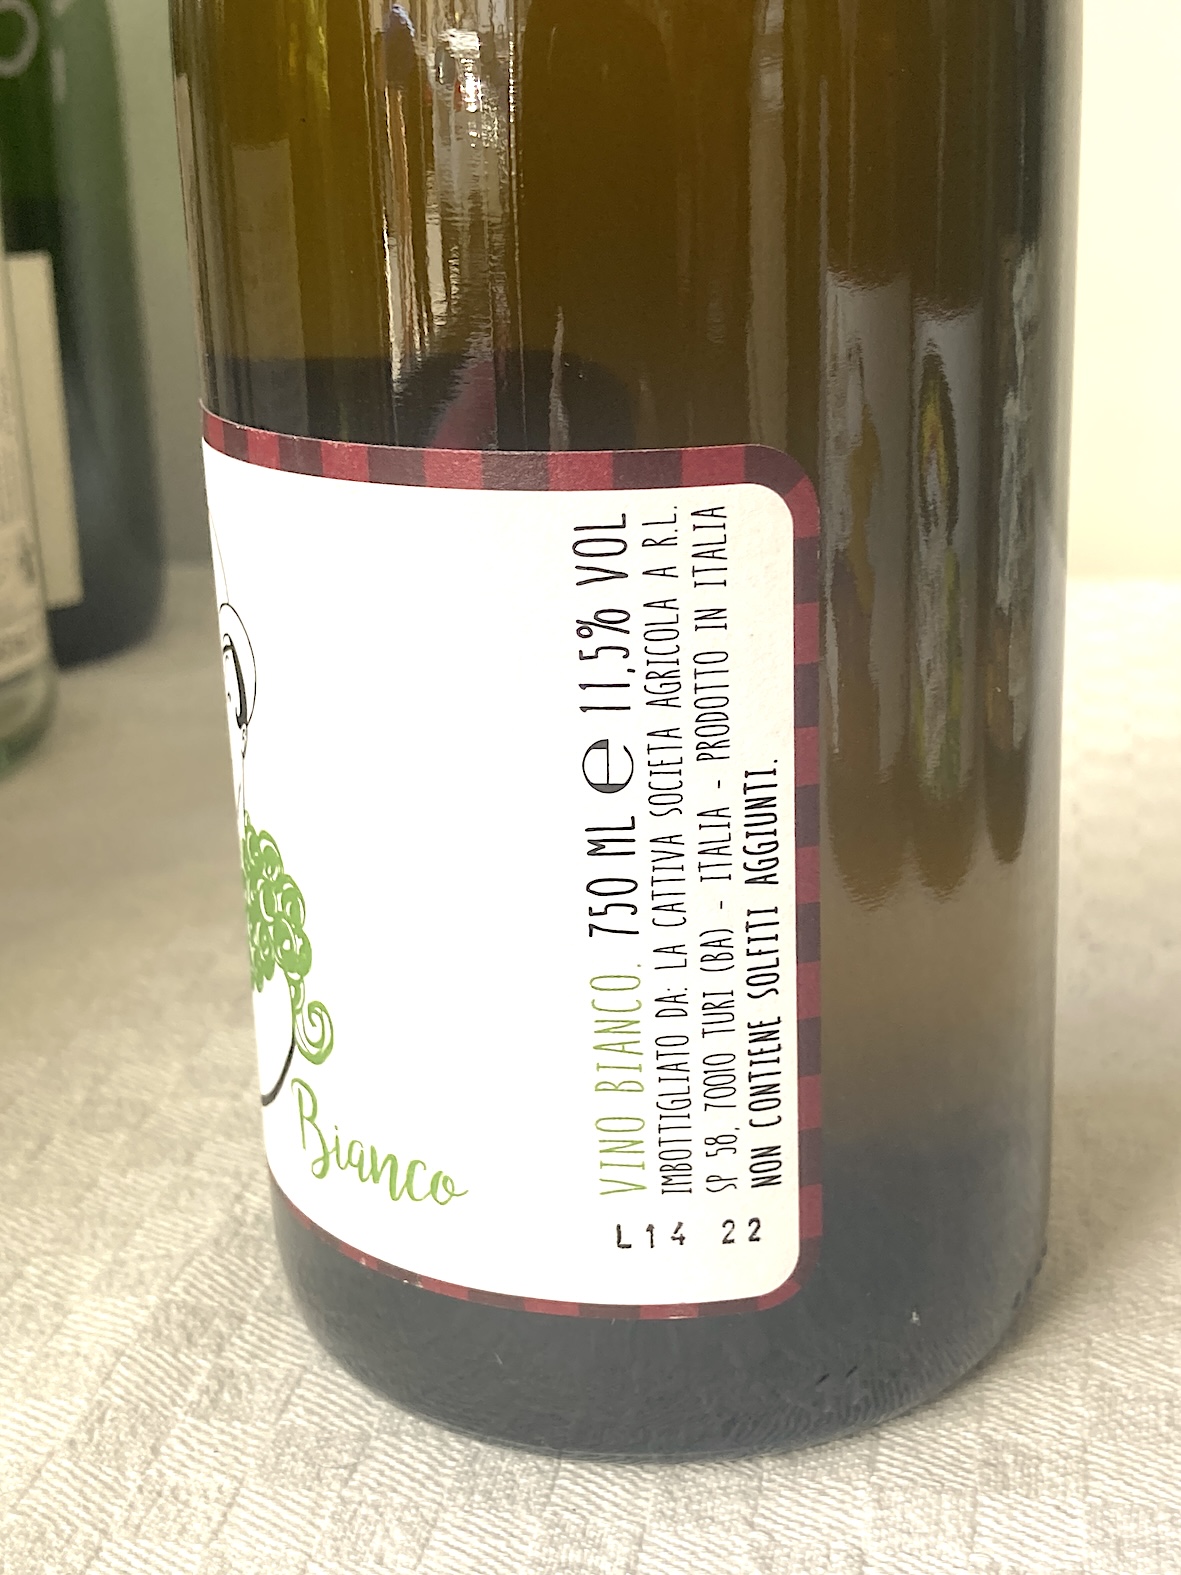 Bianco
VINO BIANCO. 750 ML e 11,5% VOL
IMBOTTIGLIATO DA: LA CATTIVA SOCIETA AGRICOLA A R.L.
SP 58, 70010 TURI (BA) - ITALIA - PRODOTTO IN ITALIA
NON CONTIENE SOLFITI AGGIUNTI.
L14 22